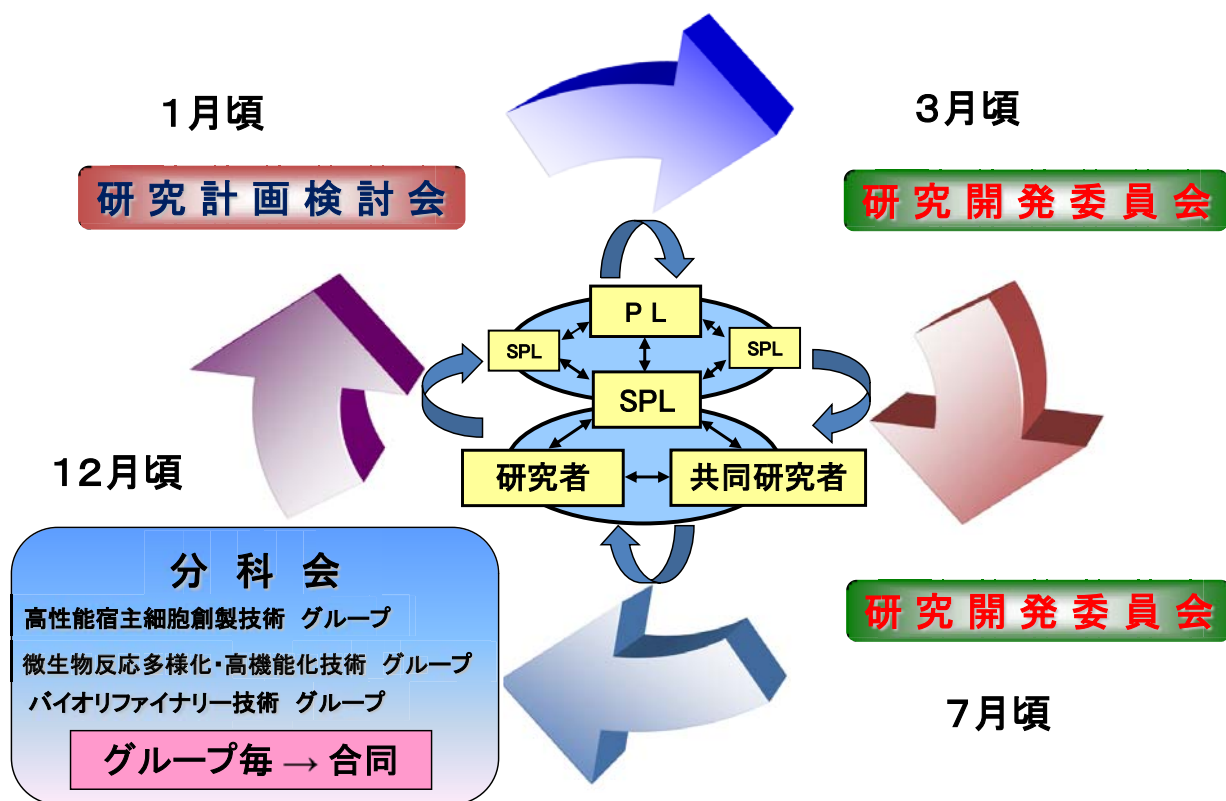 1月頃
研究計画検討会
3月頃
研究開発委員会
PL
SPL
SPL
SPL
研究者
共同研究者
12月頃
分科会
高性能宿主細胞創製技術 グループ
微生物反応多様化・高機能化技術 グループ
バイオリファイナリー技術 グループ
グループ毎 → 合同
研究開発委員会
7月頃